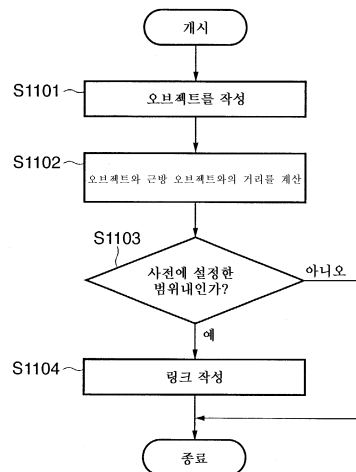 개시
S1101
오브젝트를 작성
S1102
오브젝트와 근방 오브젝트와의 거리를 계산
S1103
사전에 설정한
범위내인가?
아니오
예
S1104
링크 작성
종료